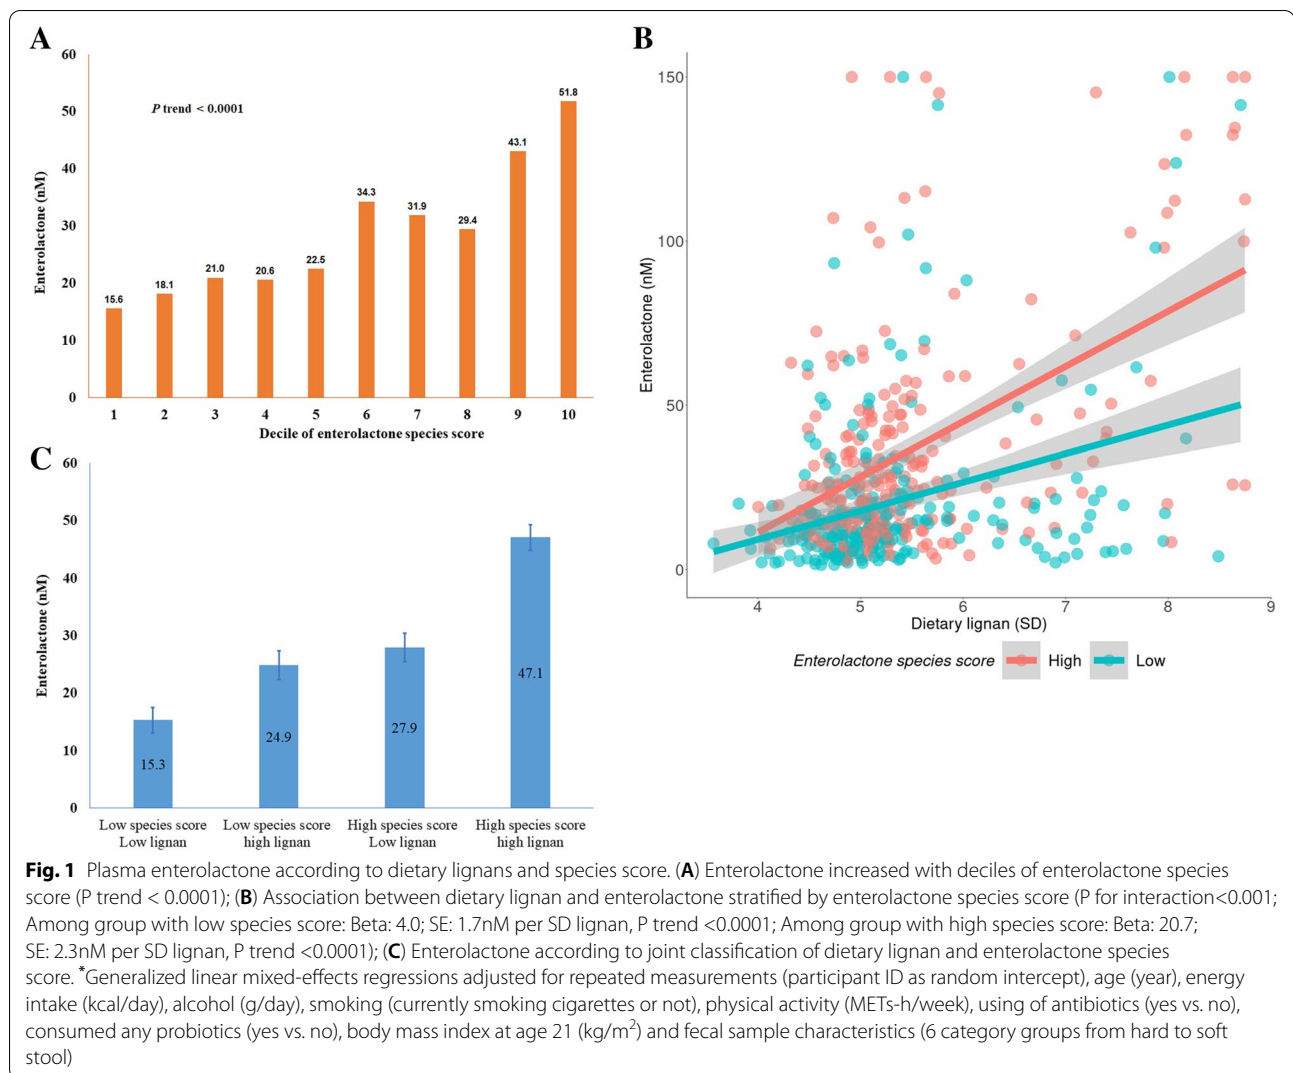 A
60
50
40
30
20
10
0
Enterolactone (nM)
P trend < 0.0001
15.6
18.1
21.0
20.6
22.5
34.3
31.9
29.4
43.1
51.8
1 2 3 4 5 6 7 8 9 10
Decile of enterolactone species score
B
150
100
50
0
Enterolactone (nM)
4 5 6 7 8 9
Dietary lignan (SD)
Enterolactone species score High Low
C
60
50
40
30
20
10
0
Enterolactone (nM)
15.3
24.9
27.9
47.1
Low species score
Low lignan
Low species score
high lignan
High species score
Low lignan
High species score
high lignan
Fig. 1 Plasma enterolactone according to dietary lignans and species score. (A) Enterolactone increased with deciles of enterolactone species
score (P trend < 0.0001); (B) Association between dietary lignan and enterolactone stratified by enterolactone species score (P for interaction<0.001;
Among group with low species score: Beta: 4.0; SE: 1.7nM per SD lignan, P trend <0.0001; Among group with high species score: Beta: 20.7;
SE: 2.3nM per SD lignan, P trend <0.0001); (C) Enterolactone according to joint classification of dietary lignan and enterolactone species
score. *Generalized linear mixed-effects regressions adjusted for repeated measurements (participant ID as random intercept), age (year), energy
intake (kcal/day), alcohol (g/day), smoking (currently smoking cigarettes or not), physical activity (METs-h/week), using of antibiotics (yes vs. no),
consumed any probiotics (yes vs. no), body mass index at age 21 (kg/m²) and fecal sample characteristics (6 category groups from hard to soft
stool)